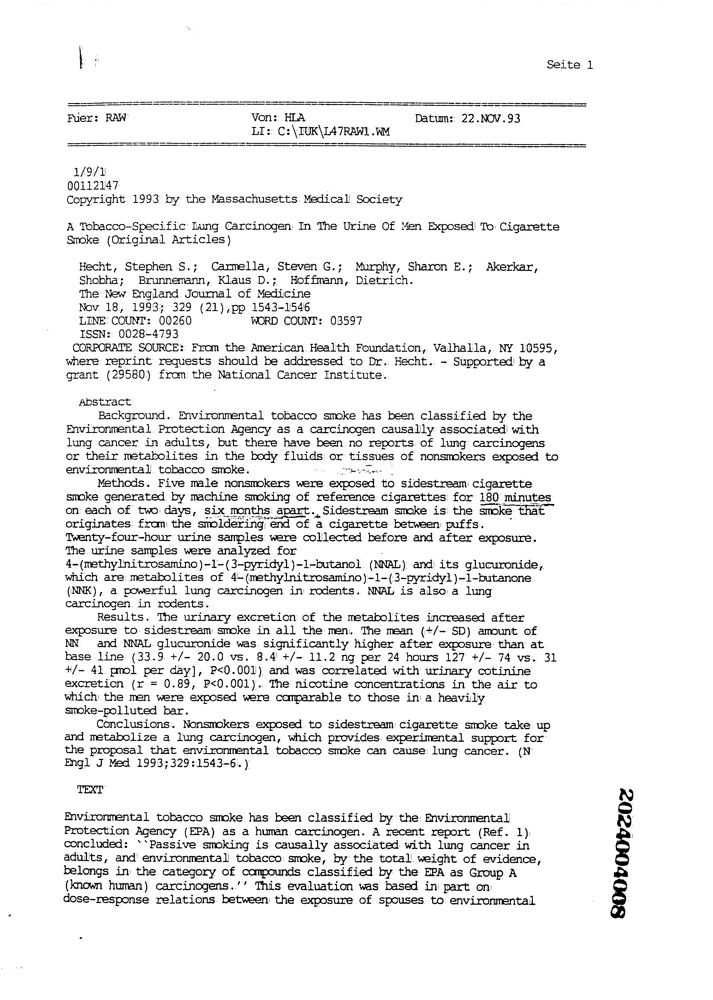 Seite 1
Fuer: RAW Von: HLA Datum: 22.NOV.93
LI: C:\IUK\L47RAW1.WM
1/9/1
00112147
Copyright 1993 by the Massachusetts Medical Society
A Tobacco-Specific Lung Carcinogen In The Urine Of Men Exposed To Cigarette
Smoke (Original Articles)
Hecht, Stephen S.; Carmella, Steven G.; Murphy, Sharon E.; Akerkar,
Shobha; Brunnemann, Klaus D.; Hoffmann, Dietrich.
The New England Journal of Medicine
Nov 18, 1993; 329 (21),pp 1543-1546
LINE COUNT: 00260 WORD COUNT: 03597
ISSN: 0028-4793
CORPORATE SOURCE: From the American Health Foundation, Valhalla, NY 10595,
where reprint requests should be addressed to Dr. Hecht. - Supported by a
grant (29580) from the National Cancer Institute.
Abstract
Background. Environmental tobacco smoke has been classified by the
Environmental Protection Agency as a carcinogen causally associated with
lung cancer in adults, but there have been no reports of lung carcinogens
or their metabolites in the body fluids or tissues of nonsmokers exposed to
environmental tobacco smoke.
Methods. Five male nonsmokers were exposed to sidestream cigarette
smoke generated by machine smoking of reference cigarettes for 180 minutes
on each of two days, six months apart. Sidestream smoke is the smoke that
originates from the smoldering end of a cigarette between puffs.
Twenty-four-hour urine samples were collected before and after exposure.
The urine samples were analyzed for
4-(methylnitrosamino)-1-(3-pyridyl)-1-butanol (NNAL) and its glucuronide,
which are metabolites of 4-(methylnitrosamino)-1-(3-pyridyl)-1-butanone
(NNK), a powerful lung carcinogen in rodents. NNAL is also a lung
carcinogen in rodents.
Results. The urinary excretion of the metabolites increased after
exposure to sidestream smoke in all the men. The mean (+/- SD) amount of
NN and NNAL glucuronide was significantly higher after exposure than at
base line (33.9 +/- 20.0 vs. 8.4 +/- 11.2 ng per 24 hours 127 +/- 74 vs. 31
+/- 41 pmol per day], P<0.001) and was correlated with urinary cotinine
excretion (r = 0.89, P<0.001). The nicotine concentrations in the air to
which the men were exposed were comparable to those in a heavily
smoke-polluted bar.
Conclusions. Nonsmokers exposed to sidestream cigarette smoke take up
and metabolize a lung carcinogen, which provides experimental support for
the proposal that environmental tobacco smoke can cause lung cancer. (N
Engl J Med 1993;329:1543-6.)
TEXT
Environmental tobacco smoke has been classified by the Environmental
Protection Agency (EPA) as a human carcinogen. A recent report (Ref. 1)
concluded: ``Passive smoking is causally associated with lung cancer in
adults, and environmental tobacco smoke, by the total weight of evidence,
belongs in the category of compounds classified by the EPA as Group A
(known human) carcinogens.'' This evaluation was based in part on
dose-response relations between the exposure of spouses to environmental
2024004008